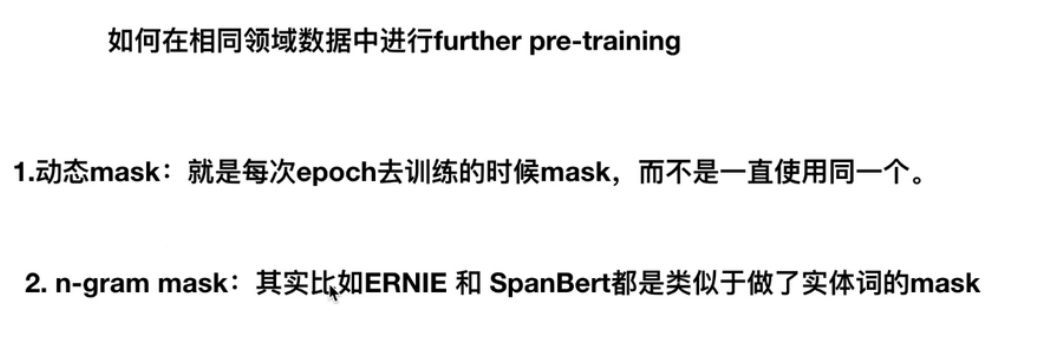 如何在相同领域数据中进行further pre-training
1.动态mask：就是每次epoch去训练的时候mask，而不是一直使用同一个。
2. n-gram mask：其实比如ERNIE 和 SpanBert都是类似于做了实体词的mask